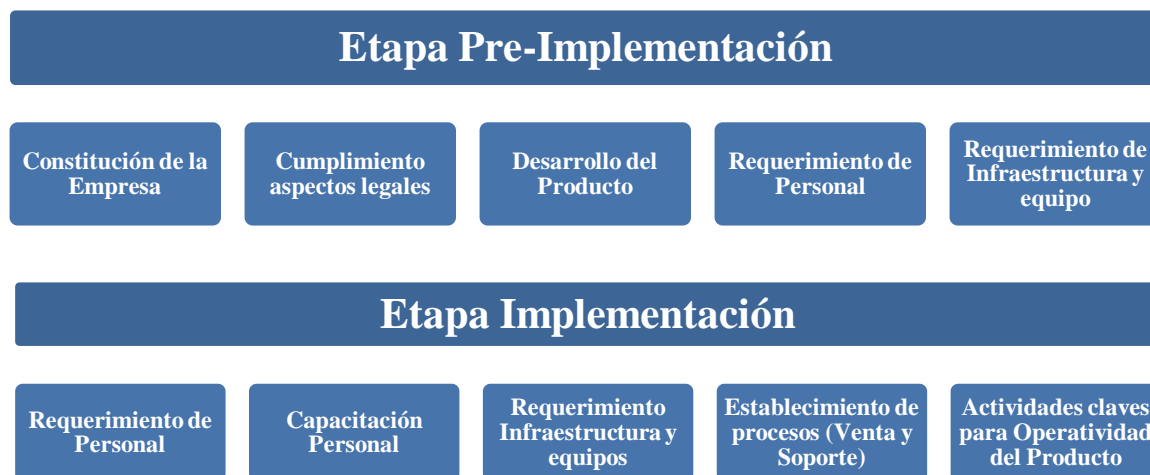 Etapa Pre-Implementación
Constitución de la
Empresa
Cumplimiento
aspectos legales
Desarrollo del
Producto
Requerimiento de
Personal
Requerimiento de
Infraestructura y
equipo
Etapa Implementación
Requerimiento de
Personal
Capacitación
Personal
Requerimiento
Infraestructura y
equipos
Establecimiento de
procesos (Venta y
Soporte)
Actividades claves
para Operatividad
del Producto